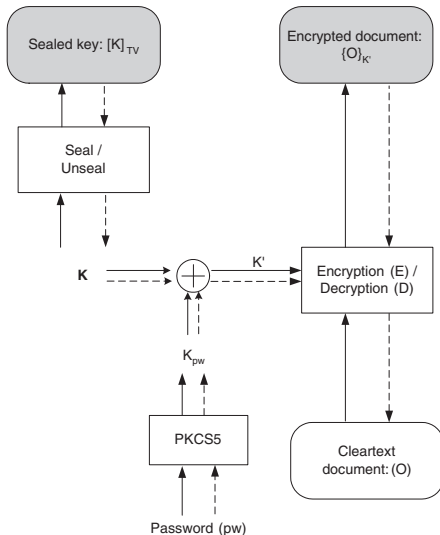 Sealed key: [K]TV
Encrypted document:
{O}K'
Seal /
Unseal
K
K'
Encryption (E) /
Decryption (D)
Kpw
PKCS5
Cleartext
document: (O)
Password (pw)